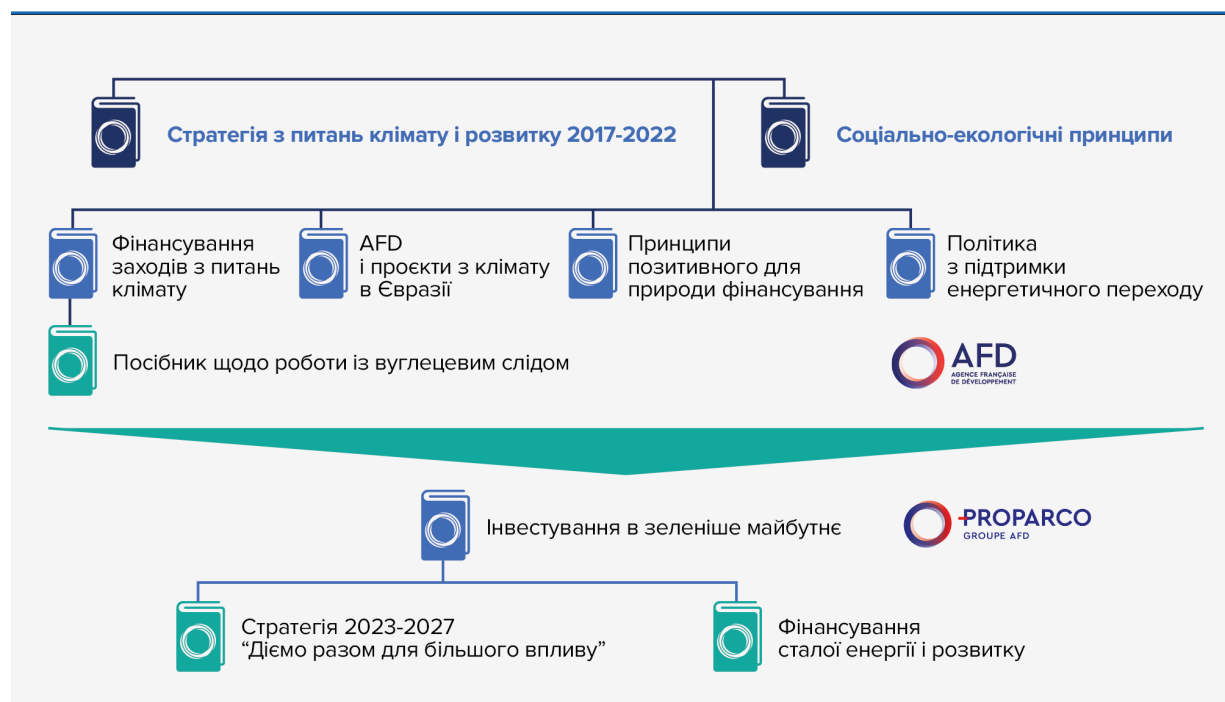 Стратегія з питань клімату і розвитку 2017-2022
Соціально-екологічні принципи
Фінансування
заходів з питань
клімату
AFD
і проєкти з клімату
в Євразії
Принципи
позитивного для
природи фінансування
Політика
з підтримки
енергетичного переходу
Посібник щодо роботи із вуглецевим слідом
AFD
AGENCE FRANÇAISE
DE DÉVELOPPEMENT
Інвестування в зеленіше майбутнє
PROPARCO
GROUPE AFD
Стратегія 2023-2027
“Діємо разом для більшого впливу”
Фінансування
сталої енергії і розвитку